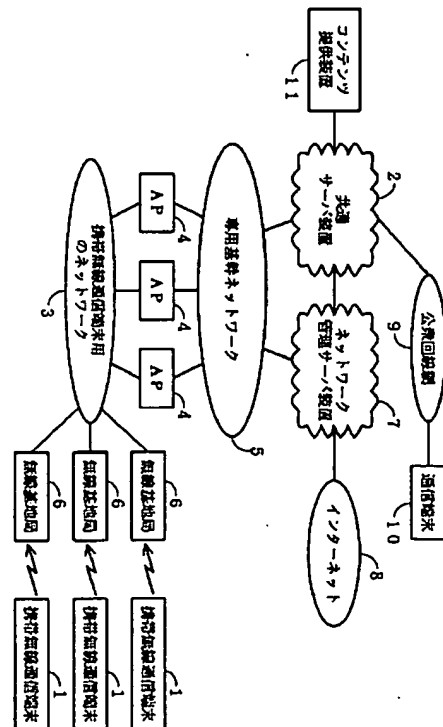 コンテンツ
提供装置
11
共通
サーバ装置
2
公衆回線網
9
通信端末
10
ネットワーク
管理サーバ装置
7
インターネット
8
専用基幹ネットワーク
5
AP
4
AP
4
AP
4
携帯無線通信端末用
のネットワーク
3
無線基地局
6
無線基地局
6
無線基地局
6
携帯無線通信端末
1
携帯無線通信端末
1
携帯無線通信端末
1